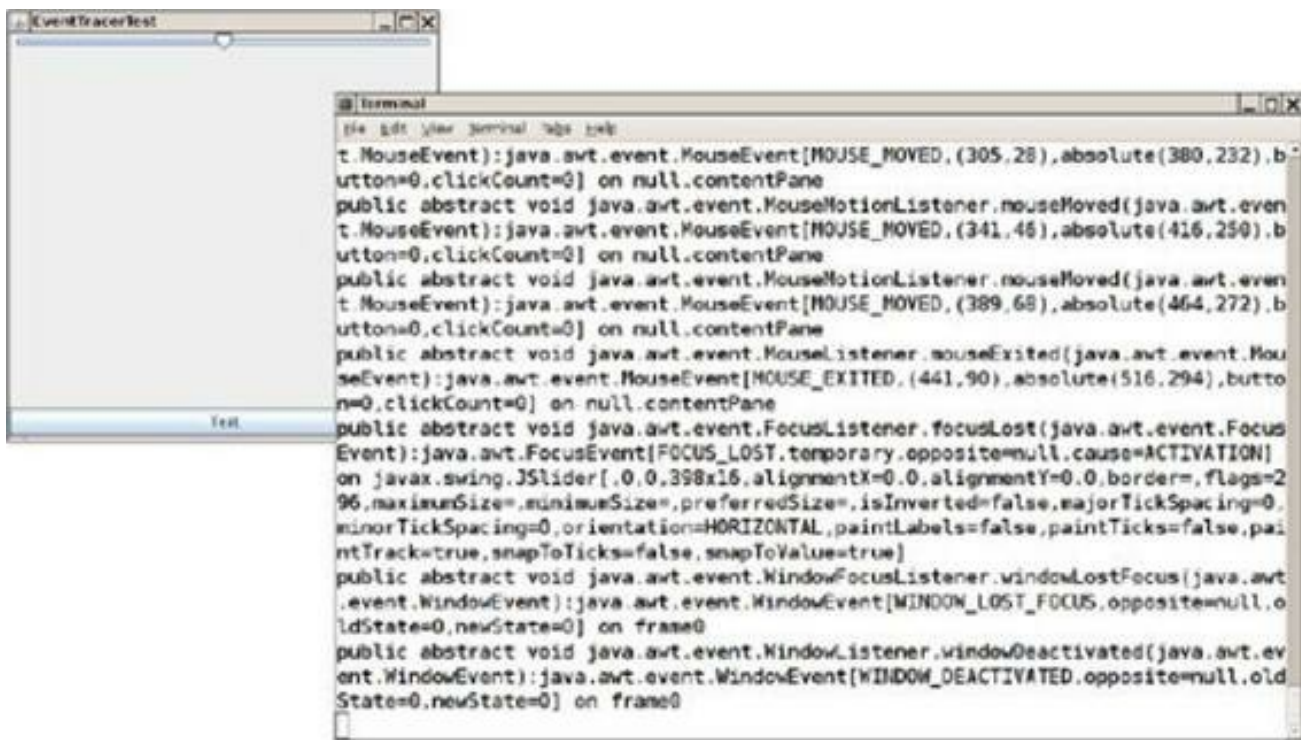 EventTracerTest
Test
Terminal
File Edit View Terminal Tabs Help
t.MouseEvent):java.awt.event.MouseEvent[MOUSE_MOVED,(305,28),absolute(380,232),b
utton=0,clickCount=0] on null.contentPane
public abstract void java.awt.event.MouseMotionListener.mouseMoved(java.awt.even
t.MouseEvent):java.awt.event.MouseEvent[MOUSE_MOVED,(341,46),absolute(416,250),b
utton=0,clickCount=0] on null.contentPane
public abstract void java.awt.event.MouseMotionListener.mouseMoved(java.awt.even
t.MouseEvent):java.awt.event.MouseEvent[MOUSE_MOVED,(389,68),absolute(464,272),b
utton=0,clickCount=0] on null.contentPane
public abstract void java.awt.event.MouseListener.mouseExited(java.awt.event.Mou
seEvent):java.awt.event.MouseEvent[MOUSE_EXITED,(441,90),absolute(516,294),butto
n=0,clickCount=0] on null.contentPane
public abstract void java.awt.event.FocusListener.focusLost(java.awt.event.Focus
Event):java.awt.FocusEvent[FOCUS_LOST,temporary,opposite=null,cause=ACTIVATION]
on javax.swing.JSlider[,0,0,398x16,alignmentX=0.0,alignmentY=0.0,border=,flags=2
96,maximumSize=,minimumSize=,preferredSize=,isInverted=false,majorTickSpacing=0,
minorTickSpacing=0,orientation=HORIZONTAL,paintLabels=false,paintTicks=false,pai
ntTrack=true,snapToTicks=false,snapToValue=true]
public abstract void java.awt.event.WindowFocusListener.windowLostFocus(java.awt
.event.WindowEvent):java.awt.event.WindowEvent[WINDOW_LOST_FOCUS,opposite=null,o
ldState=0,newState=0] on frame0
public abstract void java.awt.event.WindowListener.windowDeactivated(java.awt.ev
ent.WindowEvent):java.awt.event.WindowEvent[WINDOW_DEACTIVATED,opposite=null,old
State=0,newState=0] on frame0